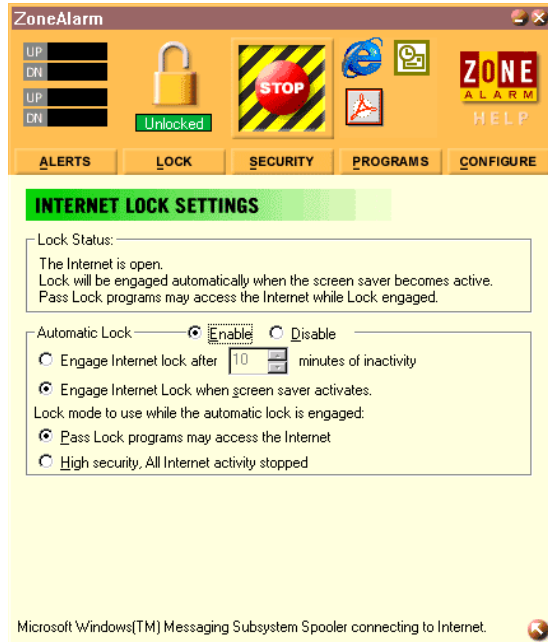 ZoneAlarm
UP
DN
UP
DN
Unlocked
STOP
ZONE
ALARM
HELP
ALERTS
LOCK
SECURITY
PROGRAMS
CONFIGURE
INTERNET LOCK SETTINGS
Lock Status:
The Internet is open.
Lock will be engaged automatically when the screen saver becomes active.
Pass Lock programs may access the Internet while Lock engaged.
Automatic Lock Enable Disable
Engage Internet lock after 10 minutes of inactivity
Engage Internet Lock when screen saver activates.
Lock mode to use while the automatic lock is engaged:
Pass Lock programs may access the Internet
High security, All Internet activity stopped
Microsoft Windows(TM) Messaging Subsystem Spooler connecting to Internet.